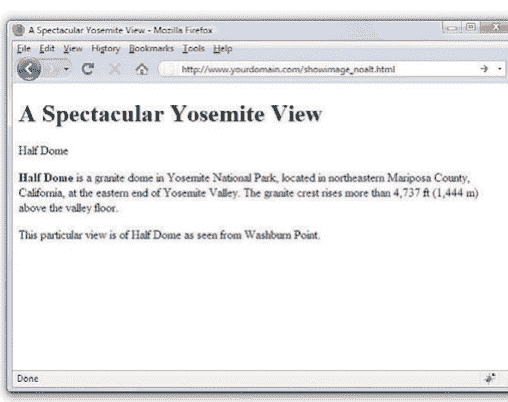 A Spectacular Yosemite View - Mozilla Firefox
File Edit View History Bookmarks Tools Help
http://www.yourdomain.com/showimage_noalt.html
A Spectacular Yosemite View
Half Dome
Half Dome is a granite dome in Yosemite National Park, located in northeastern Mariposa County,
California, at the eastern end of Yosemite Valley. The granite crest rises more than 4,737 ft (1,444 m)
above the valley floor.
This particular view is of Half Dome as seen from Washburn Point.
Done